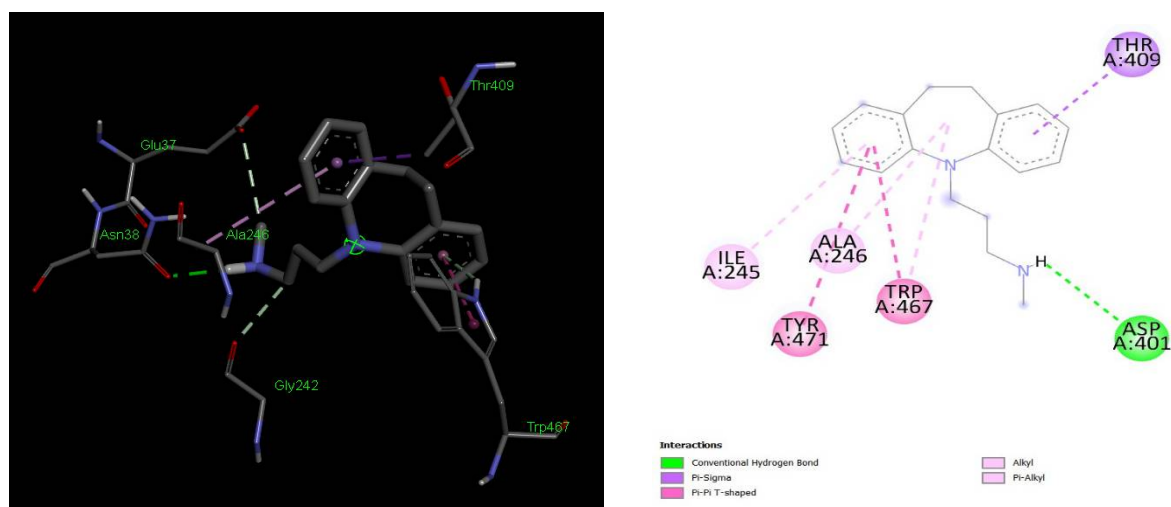 Thr409
Glu37
Asn38
Ala246
Gly242
Trp467
THR
A:409
N
ILE
A:245
ALA
A:246
TRP
A:467
N
H
TYR
A:471
ASP
A:401
Interactions
Conventional Hydrogen Bond
Pi-Sigma
Pi-Pi T-shaped
Alkyl
Pi-Alkyl